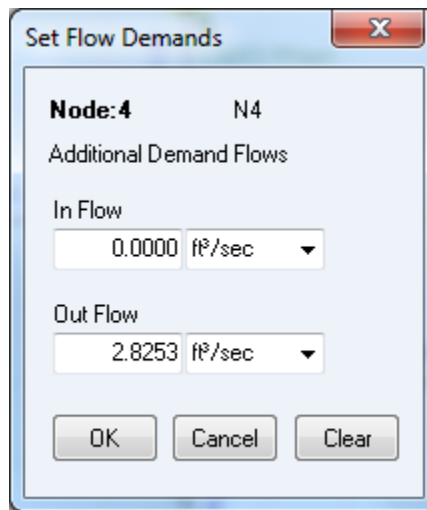 Set Flow Demands
Node:4 N4
Additional Demand Flows
In Flow
0.0000 ft³/sec
Out Flow
2.8253 ft³/sec
OK Cancel Clear